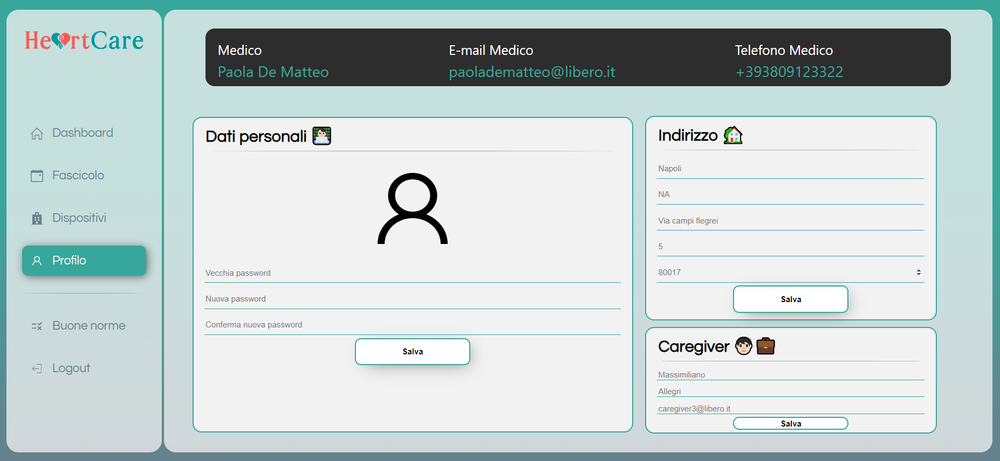 HeartCare
Dashboard
Fascicolo
Dispositivi
Profilo
Buone norme
Logout
Medico
Paola De Matteo
E-mail Medico
paoladematteo@libero.it
Telefono Medico
+393809123322
Dati personali
Vecchia password
Nuova password
Conferma nuova password
Salva
Indirizzo
Napoli
NA
Via campi flegrei
5
80017
Salva
Caregiver
Massimiliano
Allegri
caregiver3@libero.it
Salva